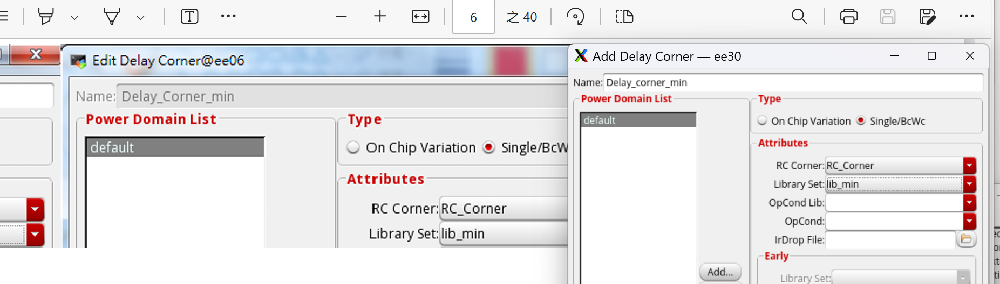 6 之 40
Edit Delay Corner@ee06
Name: Delay_Corner_min
Power Domain List
default
Type
On Chip Variation Single/BcW
Attributes
RC Corner: RC_Corner
Library Set: lib_min
Add Delay Corner — ee30
Name: Delay_corner_min
Power Domain List
default
Add...
Type
On Chip Variation Single/BcWc
Attributes
RC Corner: RC_Corner
Library Set: lib_min
OpCond Lib:
OpCond:
IrDrop File:
Early
Library Set: